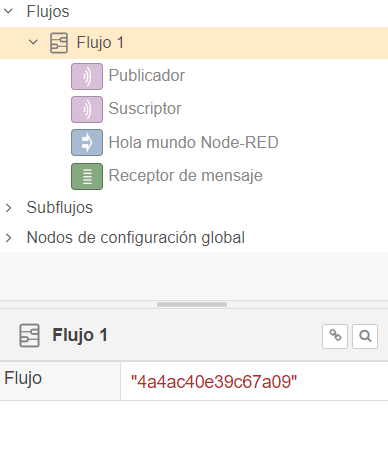 Flujos
Flujo 1
Publicador
Suscriptor
Hola mundo Node-RED
Receptor de mensaje
Subflujos
Nodos de configuración global
Flujo 1
Flujo "4a4ac40e39c67a09"